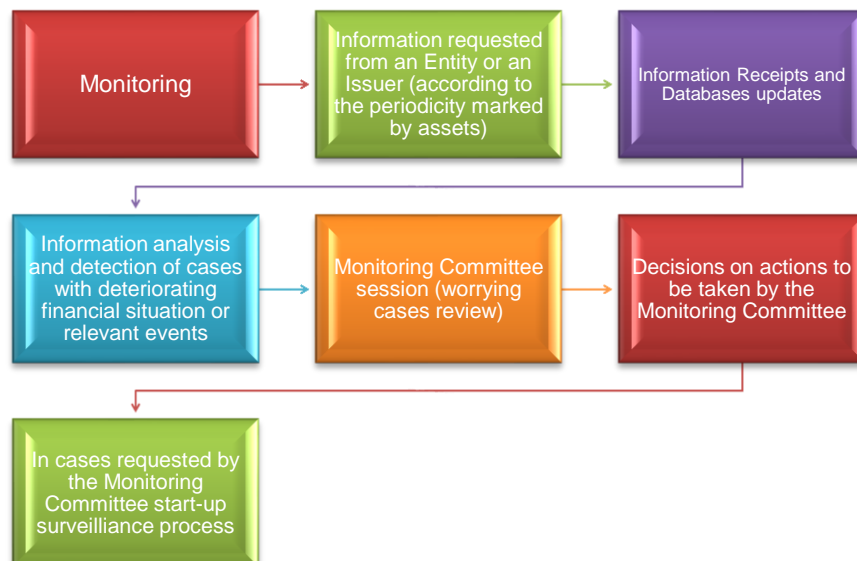 Monitoring
Information requested
from an Entity or an
Issuer (according to
the periodicity marked
by assets)
Information Receipts and
Databases updates
Information analysis
and detection of cases
with deteriorating
financial situation or
relevant events
Monitoring Committee
session (worrying
cases review)
Decisions on actions to
be taken by the
Monitoring Committee
In cases requested by
the Monitoring
Committee start-up
surveillance process